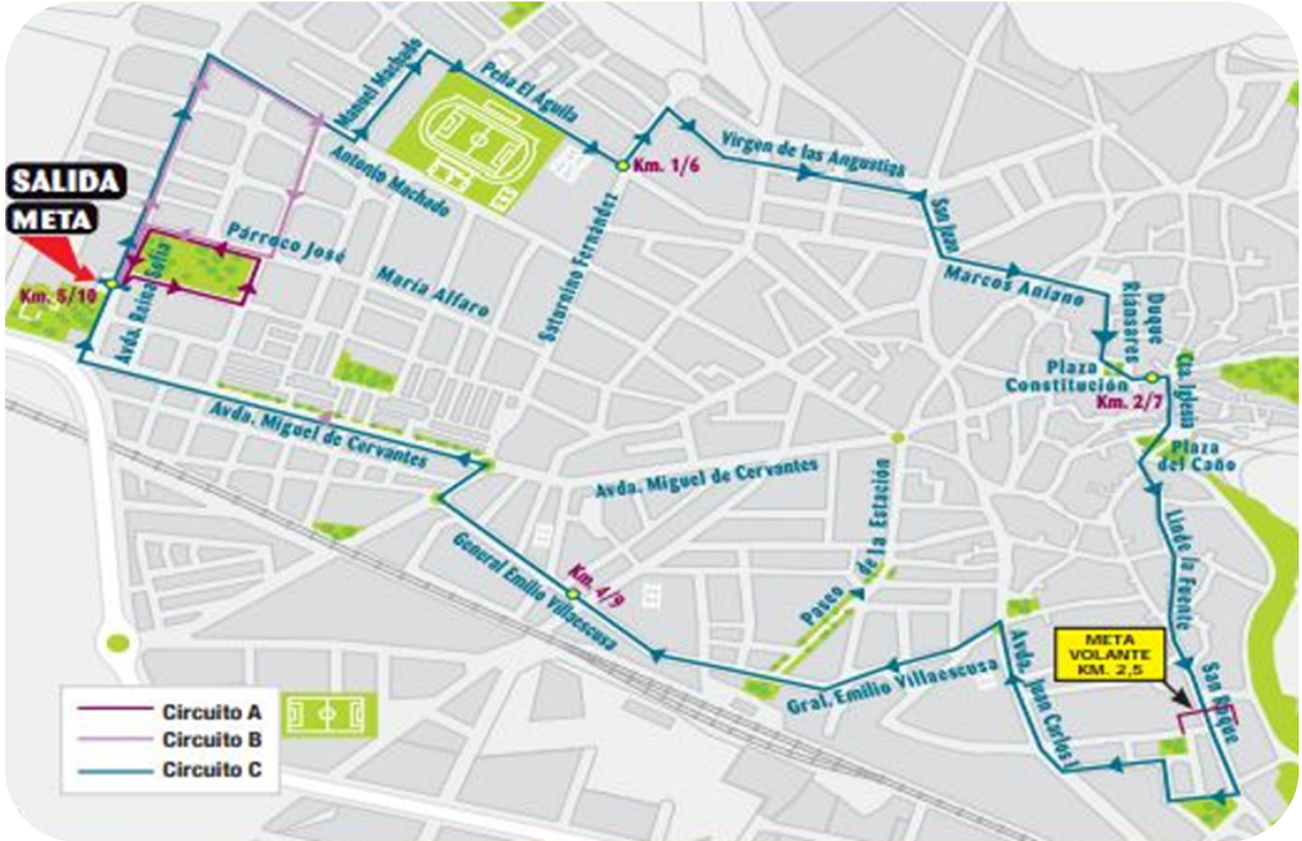 Manuel Machado
Peña El Águila
Virgen de las Angustias
Km. 1/6
Antonio Machado
SALIDA
META
Km. 5/10
Avda. Reina Sofía
Párroco José
María Alfaro
Saturnino Fernández
San Juan
Marcos Aniano
Duque
Riánsares
Plaza
Constitución
Km. 2/7
Cta. Iglesia
Plaza
del Caño
Avda. Miguel de Cervantes
Avda. Miguel de Cervantes
Paseo
de la Estación
Linde la Fuente
General Emilio Villaescusa
Km. 4/9
Gral. Emilio Villaescusa
Avda. Juan Carlos I
META
VOLANTE
KM. 2,5
San Roque
Circuito A
Circuito B
Circuito C